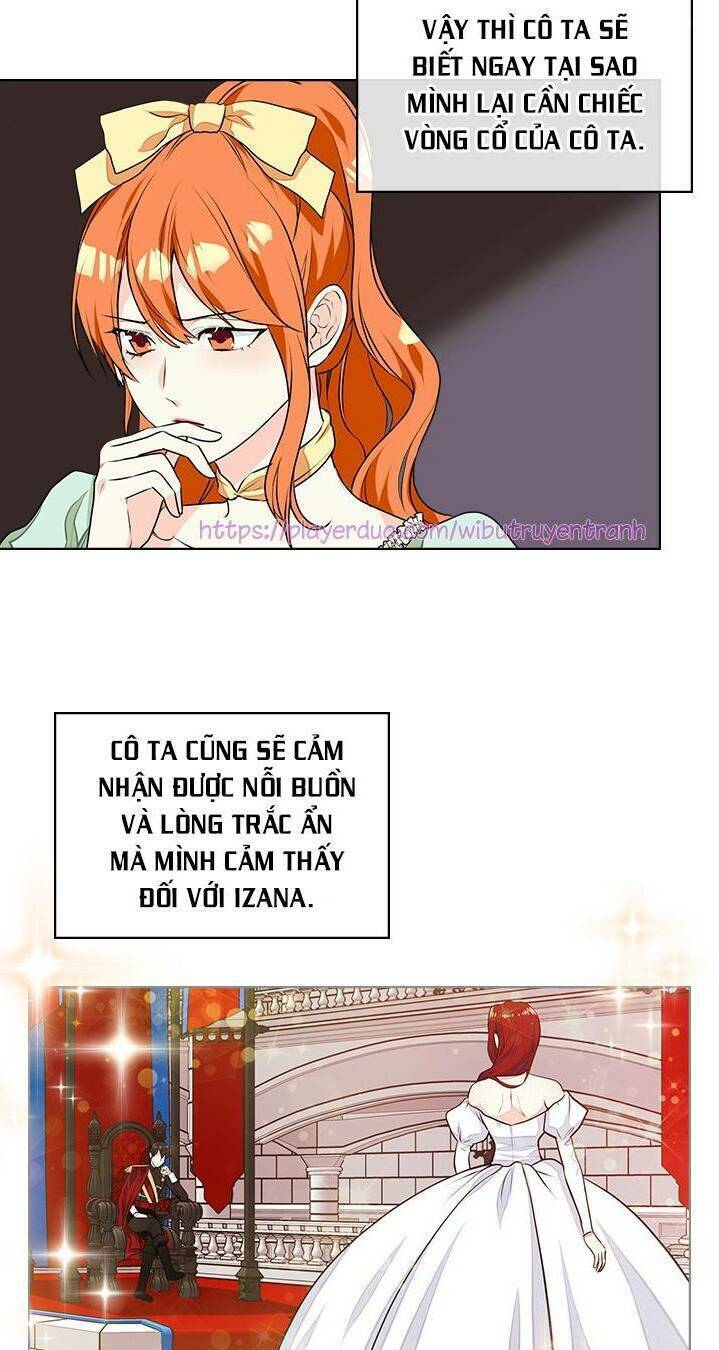 VẬY THÌ CÔ TA SẼ
BIẾT NGAY TẠI SAO
MÌNH LẠI CẦN CHIẾC
VÒNG CỔ CỦA CÔ TA.
https://playerduo.com/wibutruyentranh
CÔ TA CŨNG SẼ CẢM
NHẬN ĐƯỢC NỖI BUỒN
VÀ LÒNG TRẮC ẨN
MÀ MÌNH CẢM THẤY
ĐỐI VỚI IZANA.